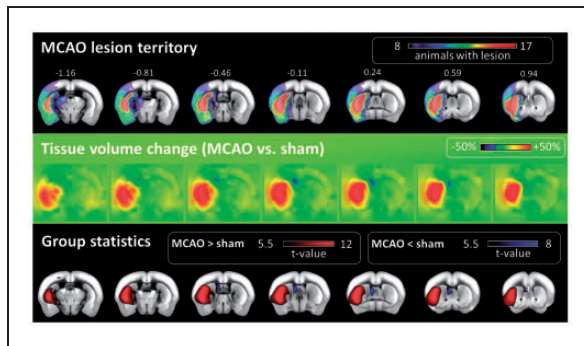 MCAO lesion territory
8 17
animals with lesion
-1.16 -0.81 -0.46 -0.11 0.24 0.59 0.94
Tissue volume change (MCAO vs. sham)
-50% +50%
Group statistics
MCAO > sham 5.5 12
t-value
MCAO < sham 5.5 8
t-value